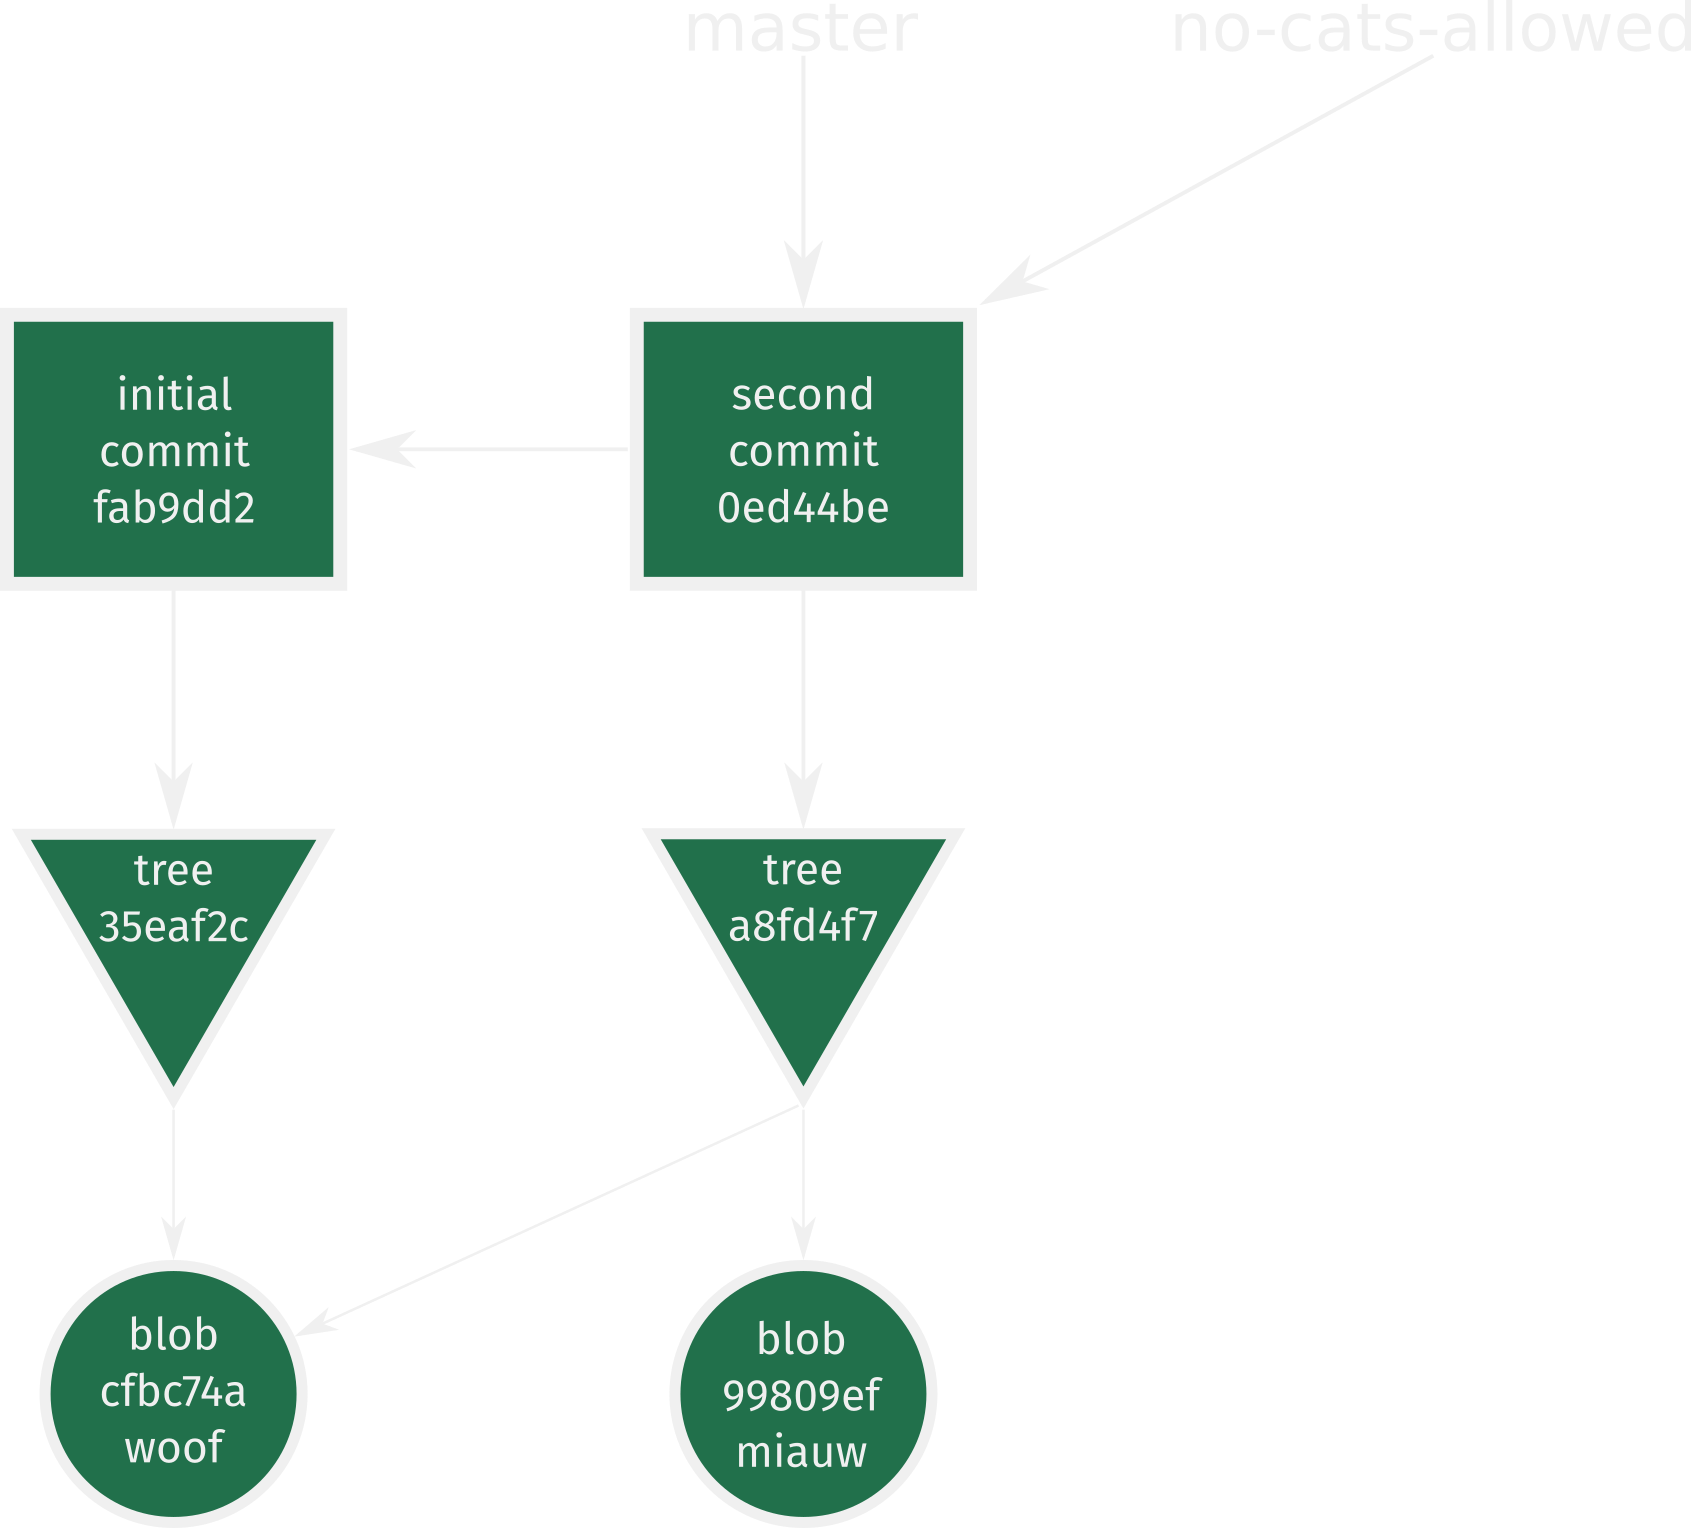 master
no-cats-allowed
initial
commit
fab9dd2
second
commit
0ed44be
tree
35eaf2c
tree
a8fd4f7
blob
cfbc74a
woof
blob
99809ef
miauw